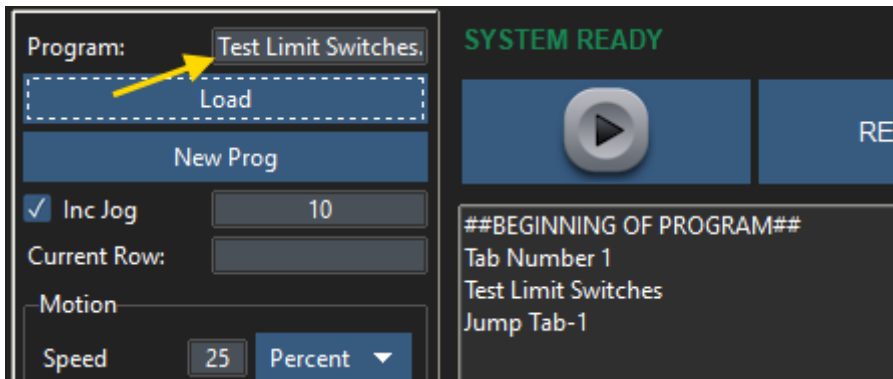 Program: Test Limit Switches.
Load
New Prog
Inc Jog 10
Current Row:
Motion
Speed 25 Percent
SYSTEM READY
RE
##BEGINNING OF PROGRAM##
Tab Number 1
Test Limit Switches
Jump Tab-1